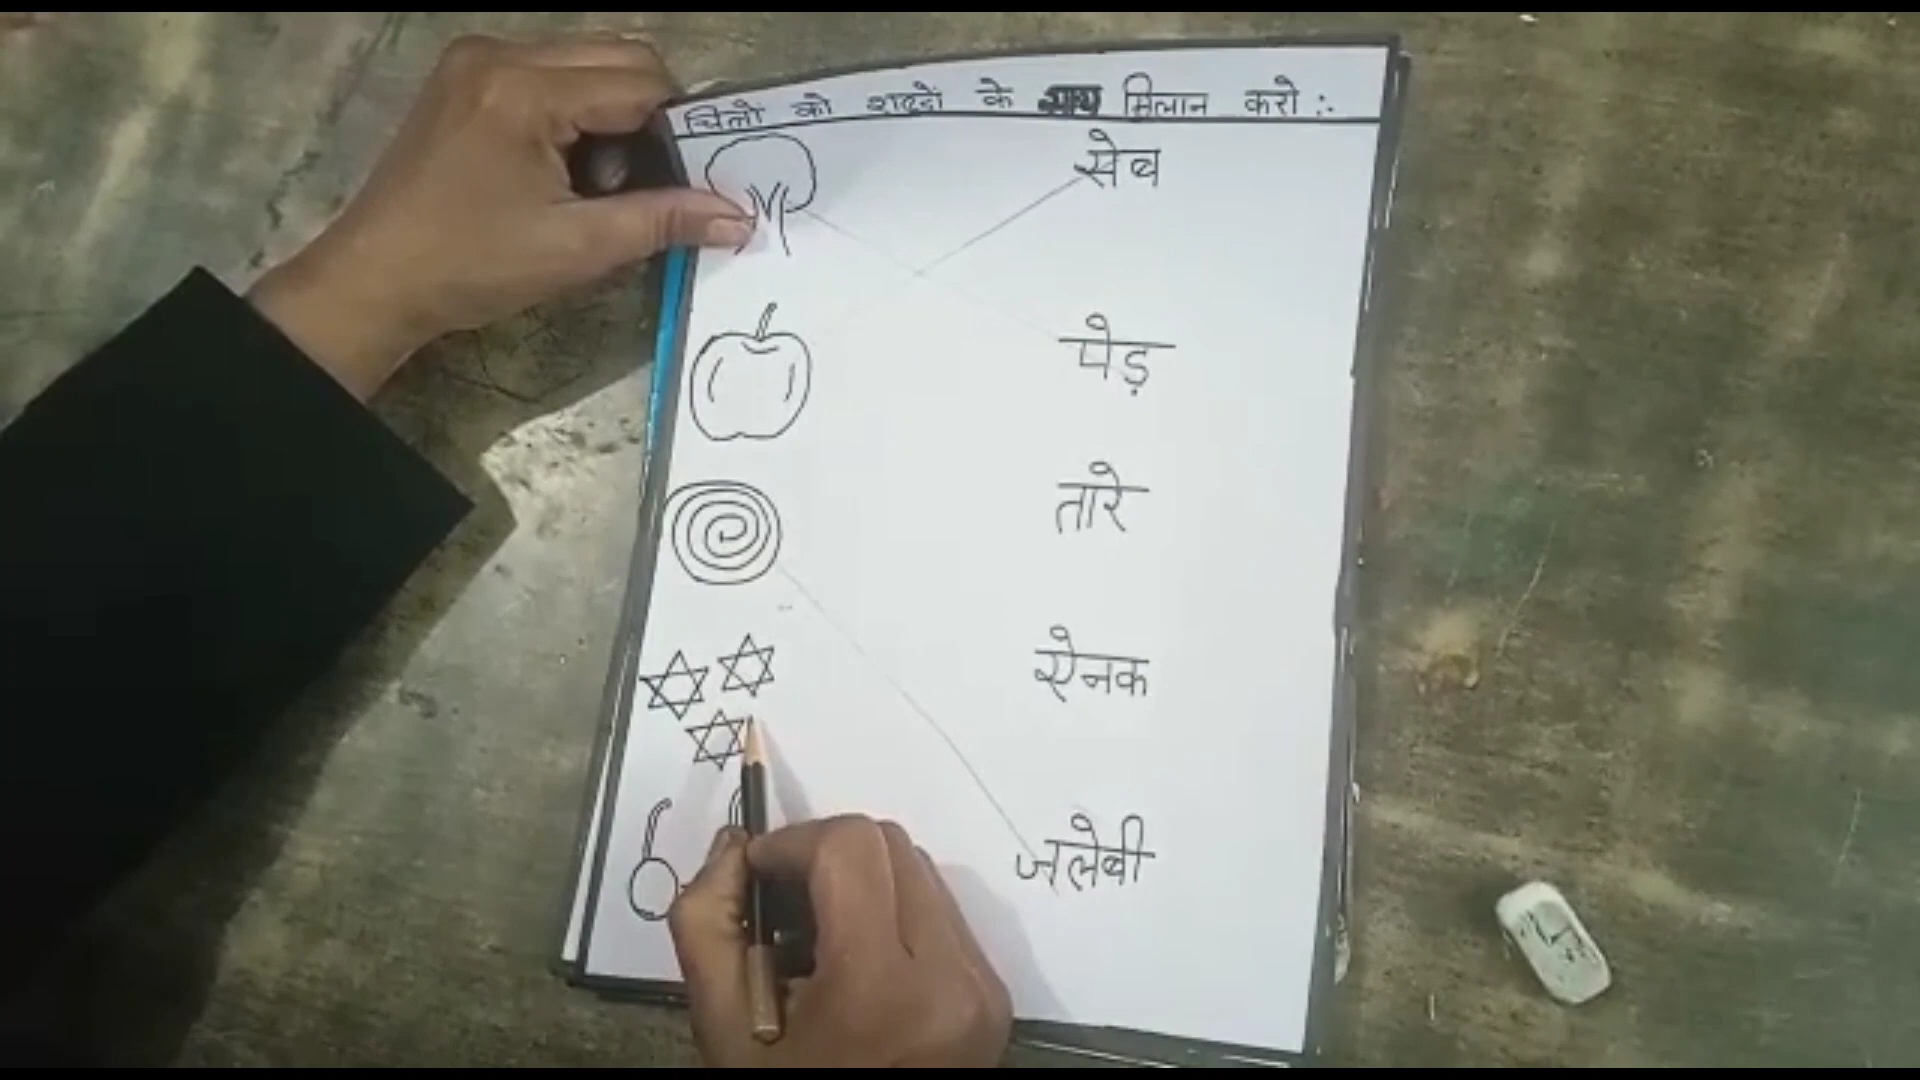 चित्रों को शब्दों के साथ मिलान करो :-
सेब
पेड़
तारे
ऐनक
जलेबी